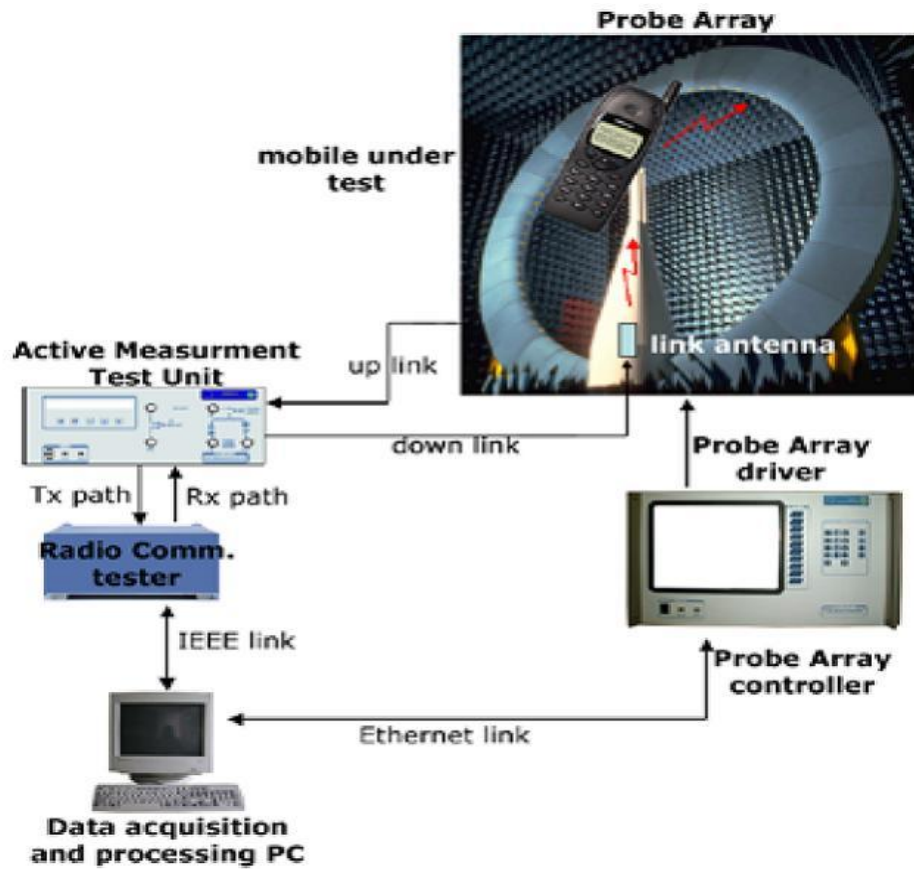 Probe Array
mobile under
test
link antenna
up link
Active Measurment
Test Unit
down link
Probe Array
driver
Tx path
Rx path
Radio Comm.
tester
IEEE link
Probe Array
controller
Ethernet link
Data acquisition
and processing PC